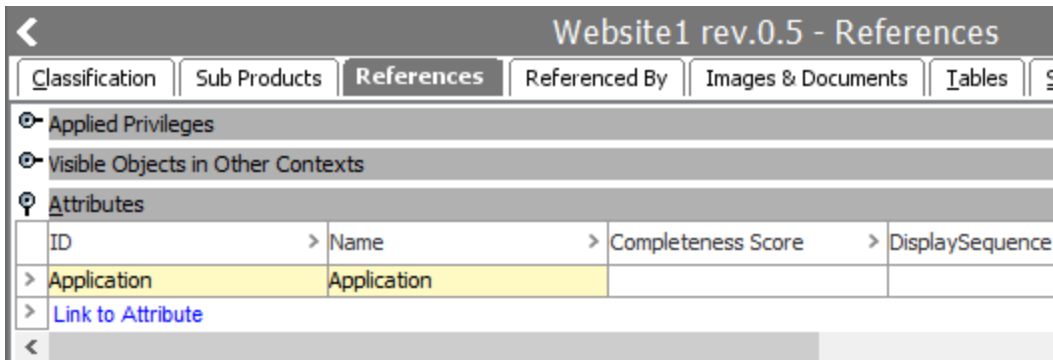 Website1 rev.0.5 - References
Classification Sub Products References Referenced By Images & Documents Tables
Applied Privileges
Visible Objects in Other Contexts
Attributes
ID > Name > Completeness Score > DisplaySequence
> Application Application
> Link to Attribute